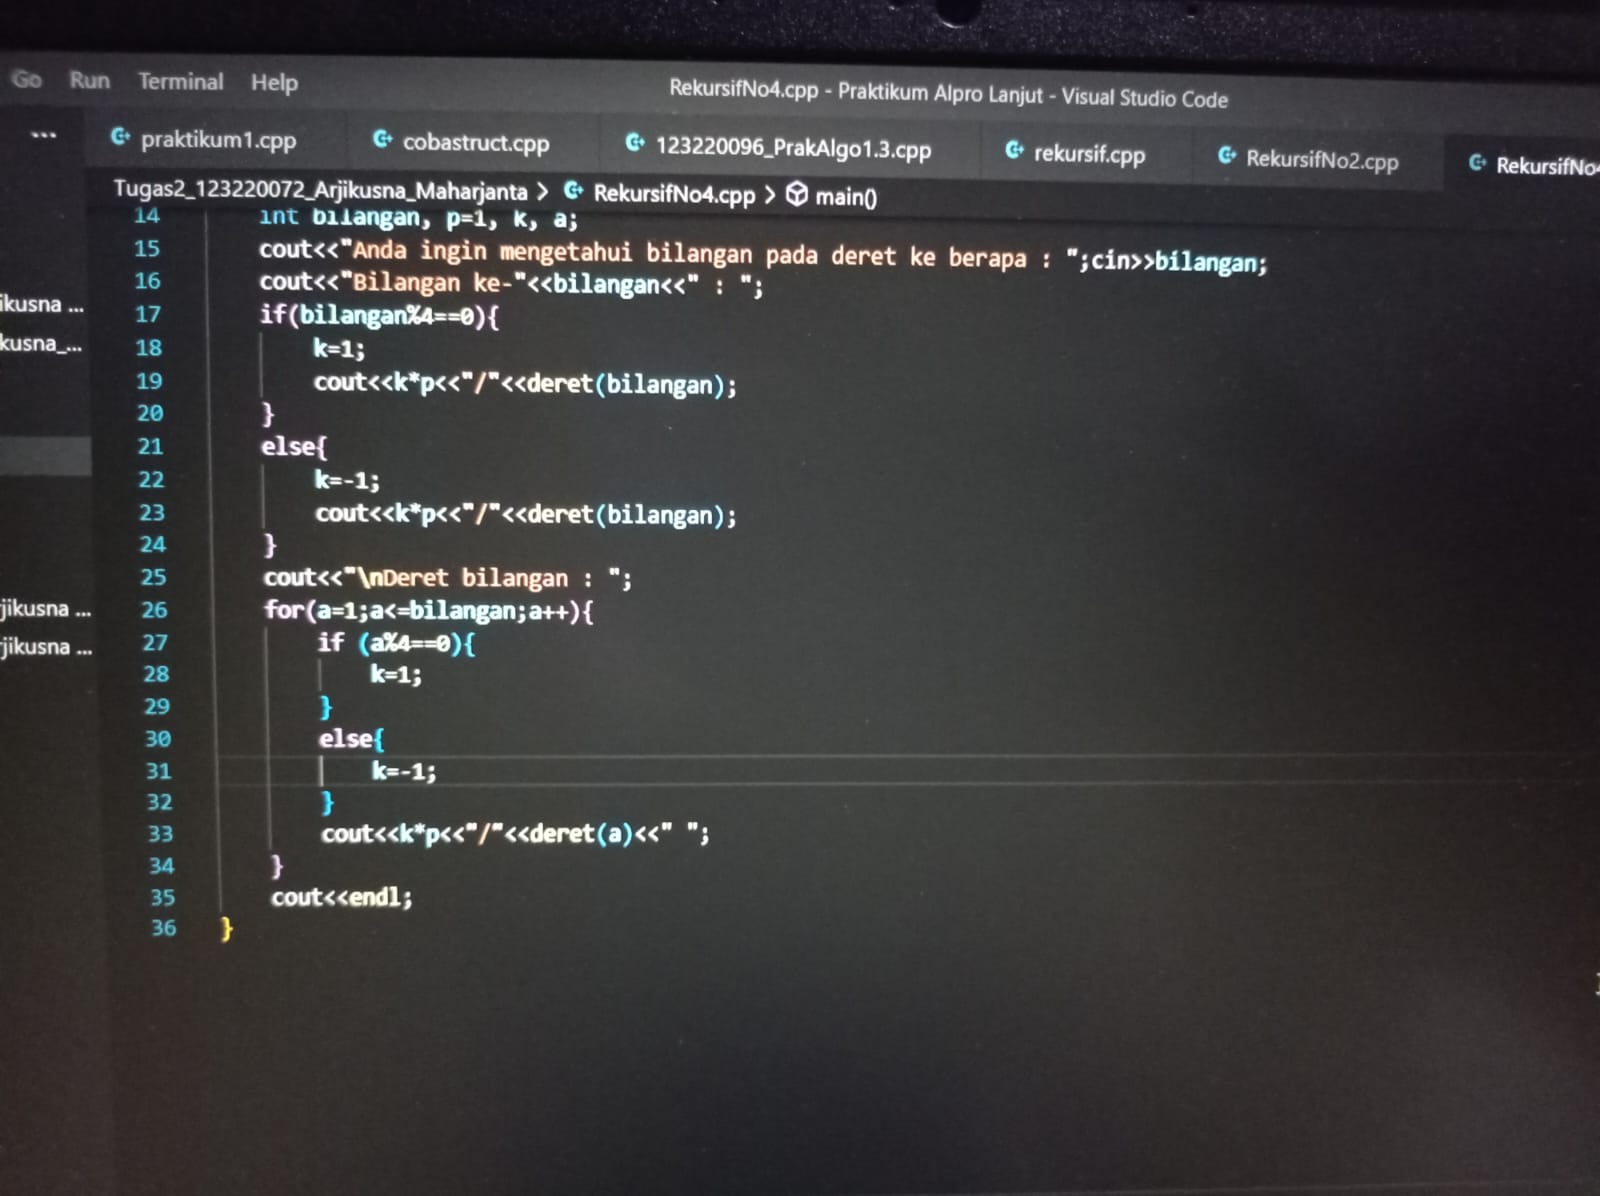 Go Run Terminal Help RekursifNo4.cpp - Praktikum Alpro Lanjut - Visual Studio Code
... praktikum1.cpp cobastruct.cpp 123220096_PrakAlgo1.3.cpp rekursif.cpp RekursifNo2.cpp RekursifNo4
Tugas2_123220072_Arjikusna_Maharjanta > RekursifNo4.cpp > main()
14 int bilangan, p=1, k, a;
15 cout<<"Anda ingin mengetahui bilangan pada deret ke berapa : ";cin>>bilangan;
16 cout<<"Bilangan ke-"<<bilangan<<" : ";
ikusna ...
17 if(bilangan%4==0){
kusna_...
18 k=1;
19 cout<<k*p<<"/"<<deret(bilangan);
20 }
21 else{
22 k=-1;
23 cout<<k*p<<"/"<<deret(bilangan);
24 }
25 cout<<"\nDeret bilangan : ";
jikusna ...
26 for(a=1;a<=bilangan;a++){
jikusna ...
27 if (a%4==0){
28 k=1;
29 }
30 else{
31 k=-1;
32 }
33 cout<<k*p<<"/"<<deret(a)<<" ";
34 }
35 cout<<endl;
36 }